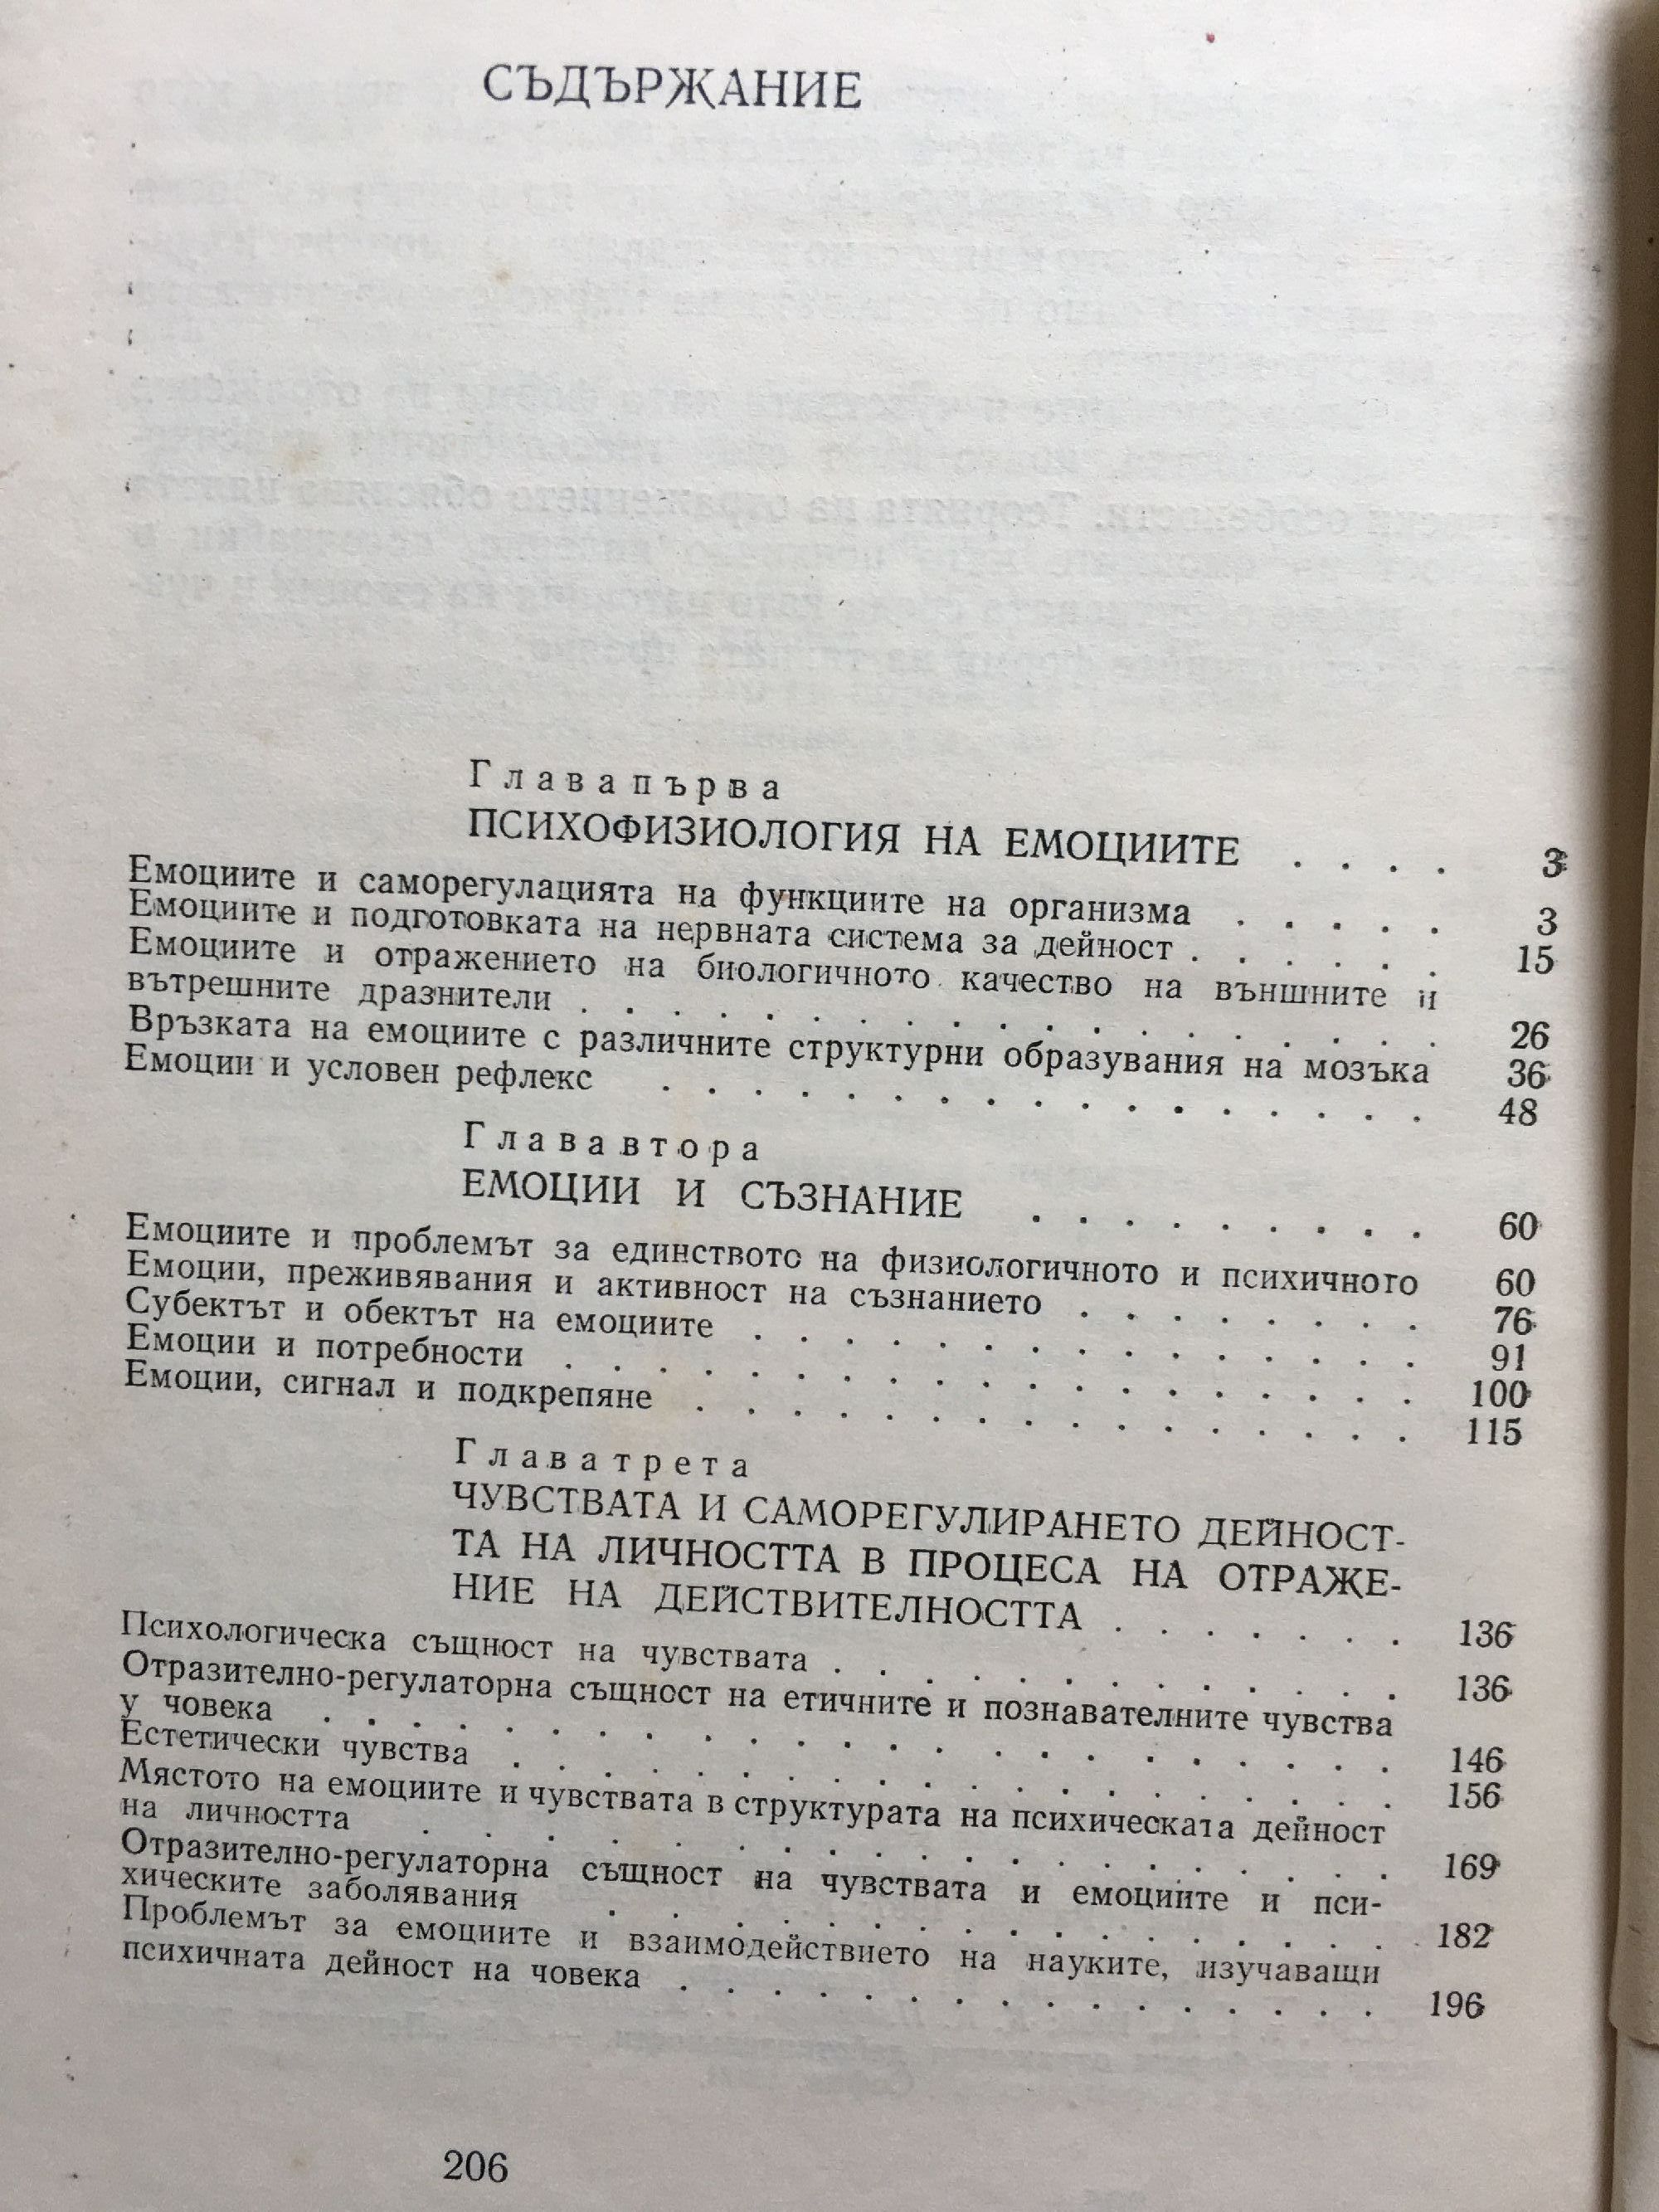 СЪДЪРЖАНИЕ
Глава първа
ПСИХОФИЗИОЛОГИЯ НА ЕМОЦИИТЕ . . . . 3
Емоциите и саморегулацията на функциите на организма . . . . . 3
Емоциите и подготовката на нервната система за дейност . . . . . . 15
Емоциите и отражението на биологичното качество на външните и
вътрешните дразнители . . . . . . . . . . . . . . . . . . . 26
Връзката на емоциите с различните структурни образувания на мозъка 36
Емоции и условен рефлекс . . . . . . . . . . . . . . . . . 48
Глава втора
ЕМОЦИИ И СЪЗНАНИЕ . . . . . . . . . 60
Емоциите и проблемът за единството на физиологичното и психичното 60
Емоции, преживявания и активност на съзнанието . . . . . . . . 76
Субектът и обектът на емоциите . . . . . . . . . . . . . . . 91
Емоции и потребности . . . . . . . . . . . . . . . . . . . 100
Емоции, сигнал и подкрепяне . . . . . . . . . . . . . . . . 115
Глава трета
ЧУВСТВАТА И САМОРЕГУЛИРАНЕТО ДЕЙНОСТ-
ТА НА ЛИЧНОСТТА В ПРОЦЕСА НА ОТРАЖЕ-
НИЕ НА ДЕЙСТВИТЕЛНОСТТА . . . . . . . 136
Психологическа същност на чувствата . . . . . . . . . . . . . 136
Отразително-регулаторна същност на етичните и познавателните чувства
у човека . . . . . . . . . . . . . . . . . . . . . . . . 146
Естетически чувства . . . . . . . . . . . . . . . . . . . . 156
Мястото на емоциите и чувствата в структурата на психическата дейност
на личността . . . . . . . . . . . . . . . . . . . . . . 169
Отразително-регулаторна същност на чувствата и емоциите и пси-
хическите заболявания . . . . . . . . . . . . . . . . . . . 182
Проблемът за емоциите и взаимодействието на науките, изучаващи
психичната дейност на човека . . . . . . . . . . . . . . . . 196
206